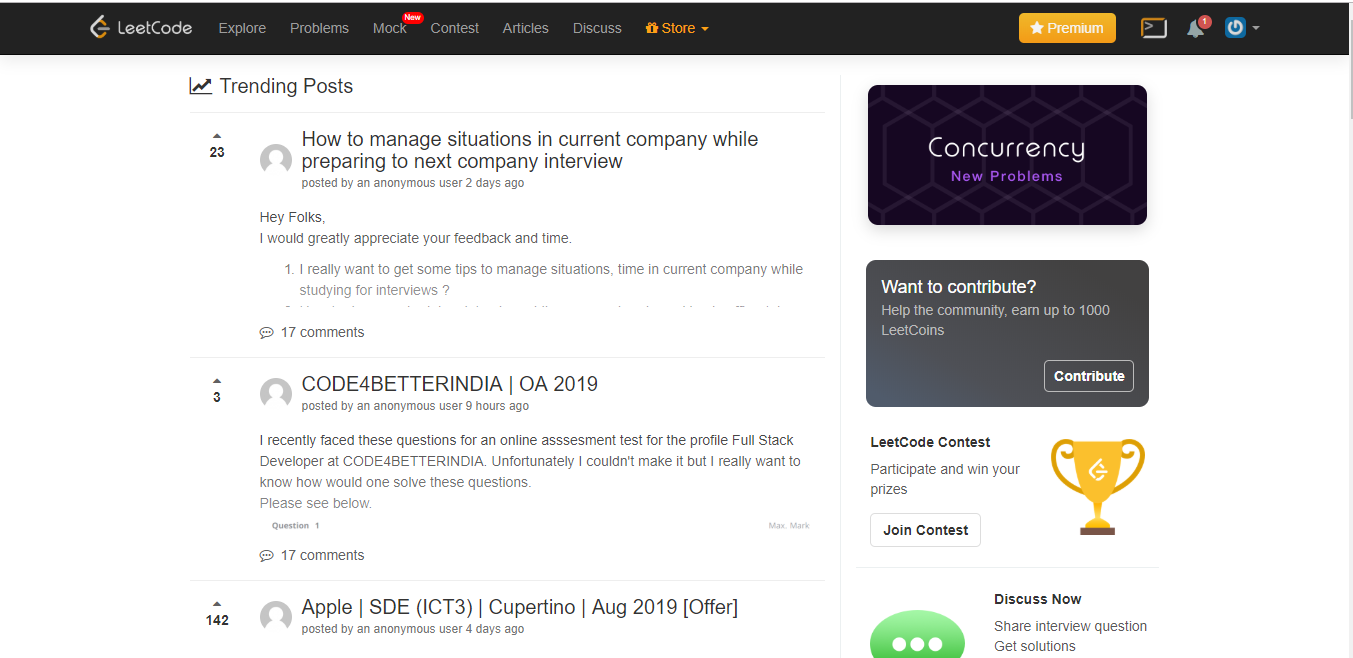 LeetCode Explore Problems Mock New Contest Articles Discuss Store Premium 1
Trending Posts
23
How to manage situations in current company while
preparing to next company interview
posted by an anonymous user 2 days ago
Hey Folks,
I would greatly appreciate your feedback and time.
1. I really want to get some tips to manage situations, time in current company while
studying for interviews ?
17 comments
3
CODE4BETTERINDIA | OA 2019
posted by an anonymous user 9 hours ago
I recently faced these questions for an online asssesment test for the profile Full Stack
Developer at CODE4BETTERINDIA. Unfortunately I couldn't make it but I really want to
know how would one solve these questions.
Please see below.
Question 1 Max. Mark
17 comments
142
Apple | SDE (ICT3) | Cupertino | Aug 2019 [Offer]
posted by an anonymous user 4 days ago
Concurrency
New Problems
Want to contribute?
Help the community, earn up to 1000
LeetCoins
Contribute
LeetCode Contest
Participate and win your
prizes
Join Contest
Discuss Now
Share interview question
Get solutions